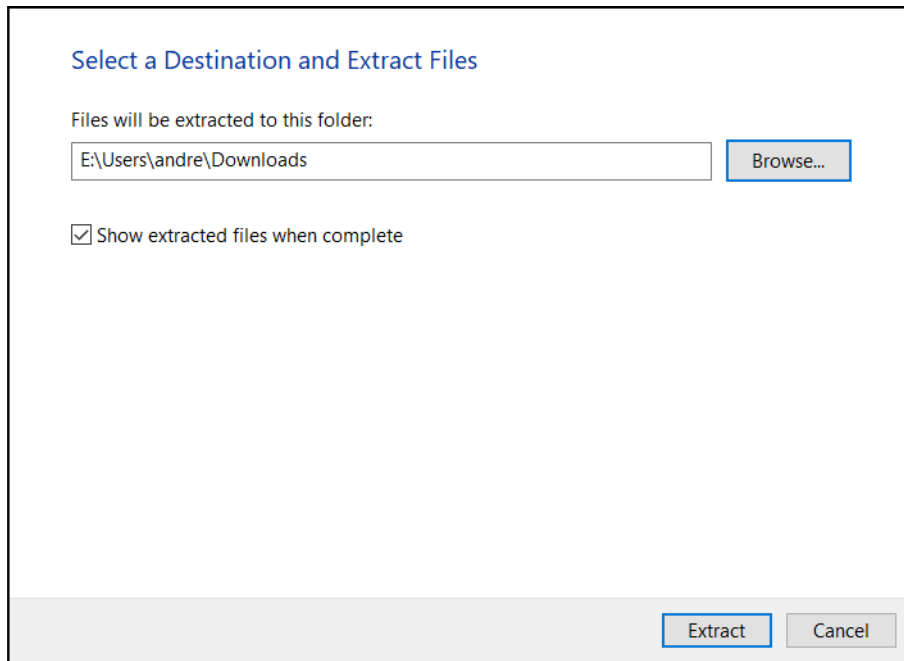 Select a Destination and Extract Files
Files will be extracted to this folder:
E:\Users\andre\Downloads
Browse...
Show extracted files when complete
Extract
Cancel